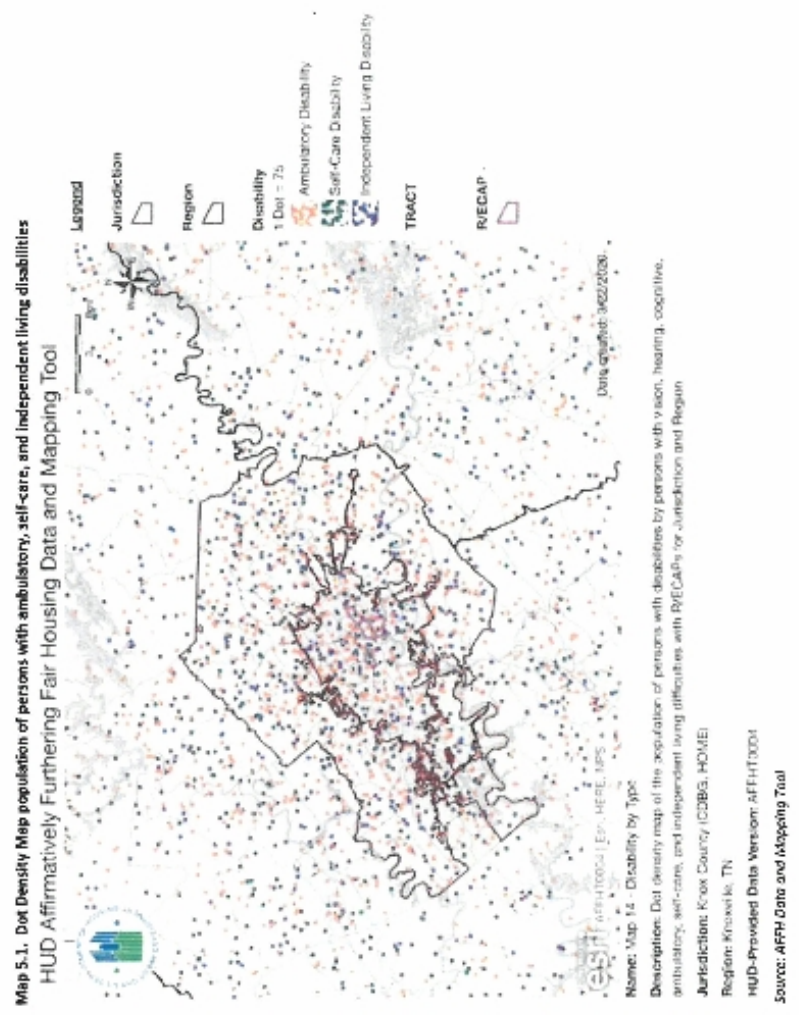 Map 5.1. Dot Density Map population of persons with ambulatory, self-care, and independent living disabilities
HUD Affirmatively Furthering Fair Housing Data and Mapping Tool
Legend
Jurisdiction
Region
Disability
1 Dot = 75
Ambulatory Disability
Self-Care Disability
Independent Living Disability
TRACT
R/ECAP
Date created: 3/22/2020
esri AFFHT0004 | Esri, HERE, NPS
Name: Map 14 - Disability by Type
Description: Dot density map of the population of persons with disabilities by persons with vision, hearing, cognitive,
ambulatory, self-care, and independent living difficulties with R/ECAPs for Jurisdiction and Region
Jurisdiction: Knox County (CDBG, HOME)
Region: Knoxville, TN
HUD-Provided Data Version: AFFHT0004
Source: AFFH Data and Mapping Tool